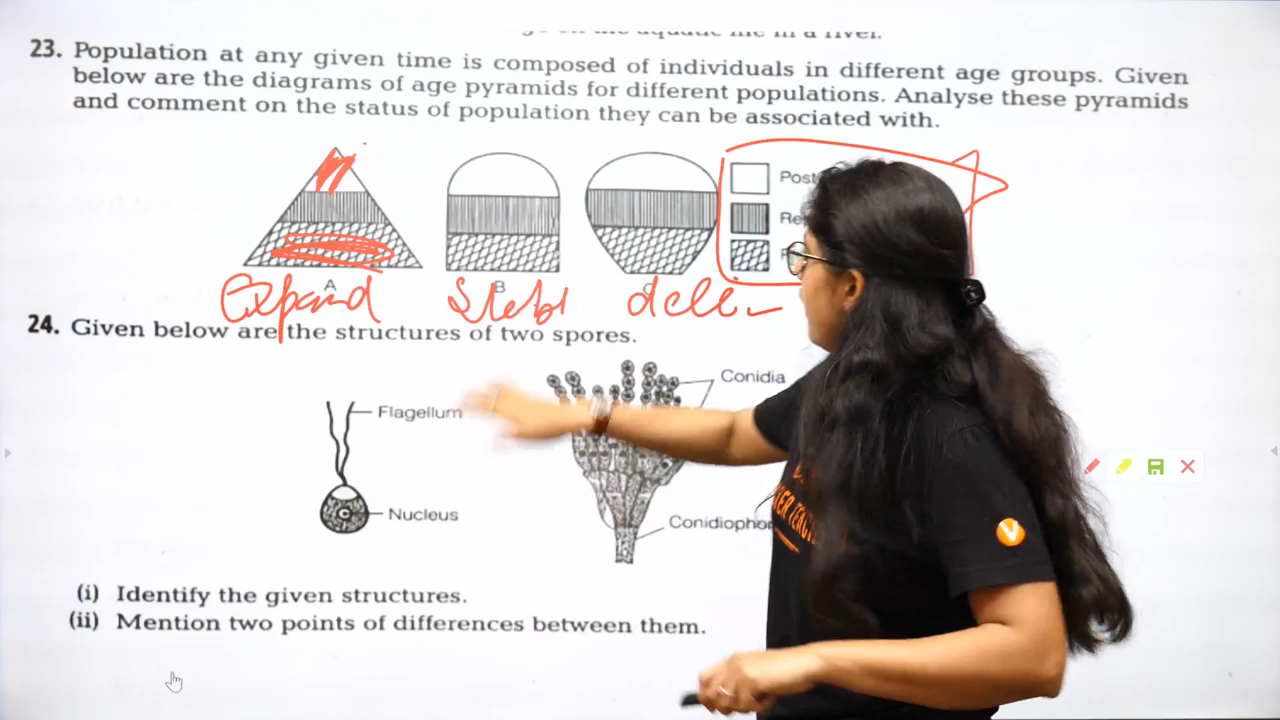 23. Population at any given time is composed of individuals in different age groups. Given
below are the diagrams of age pyramids for different populations. Analyse these pyramids
and comment on the status of population they can be associated with.
Post
Re
A
B
Expand
24. Given below are the structures of two spores.
Conidia
Flagellum
Nucleus
Conidiophor
(i) Identify the given structures.
(ii) Mention two points of differences between them.